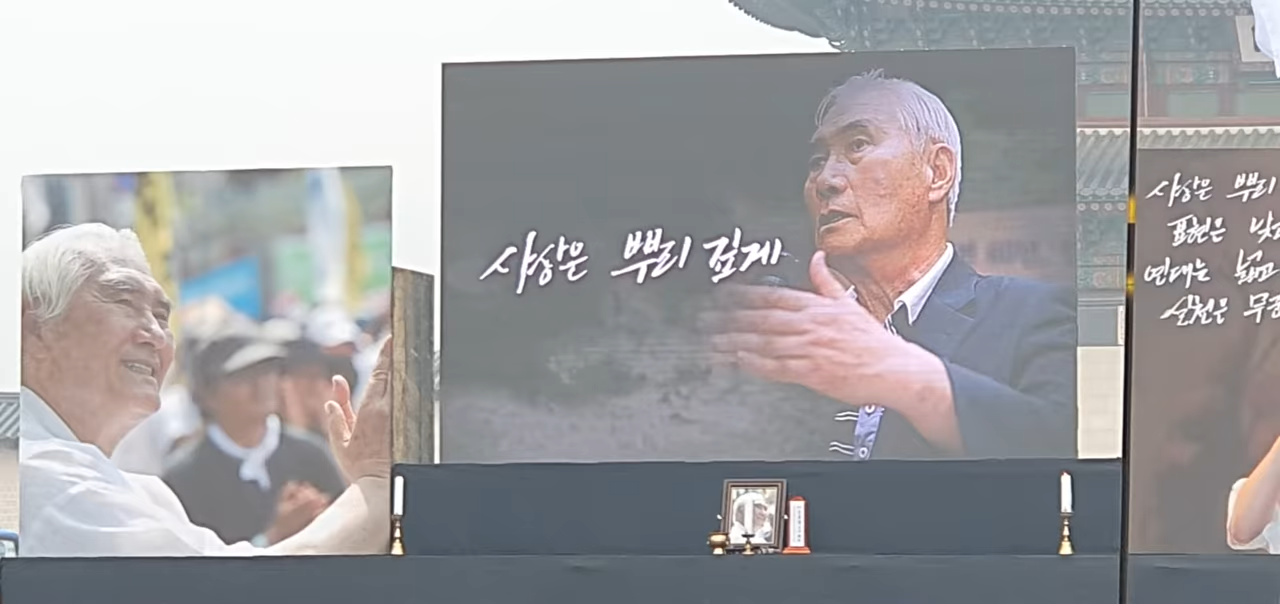 사상은 뿌리 깊게
사상은 뿌리
표현은
연대는 넓고
실천은